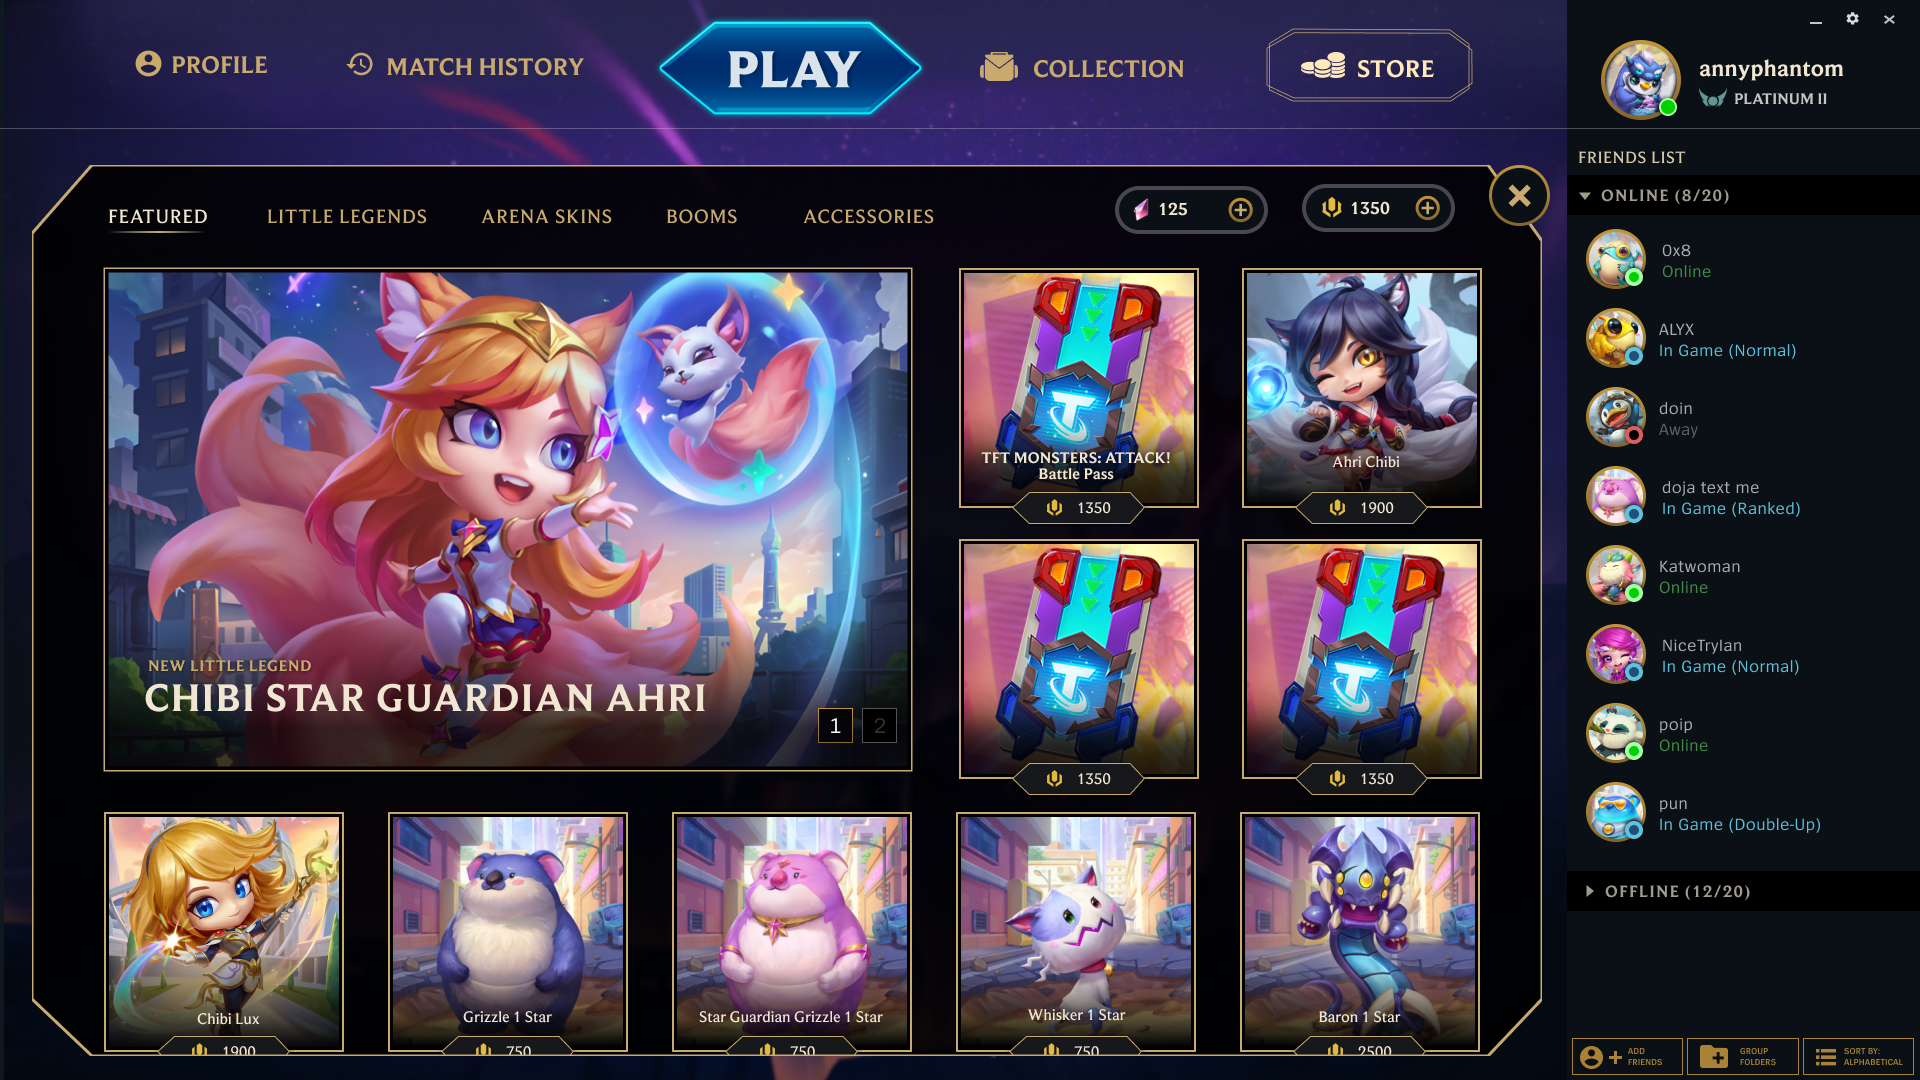 PROFILE
MATCH HISTORY
PLAY
COLLECTION
STORE
annyphantom
PLATINUM II
FRIENDS LIST
ONLINE (8/20)
0x8
Online
ALYX
In Game (Normal)
doin
Away
doja text me
In Game (Ranked)
Katwoman
Online
NiceTrylan
In Game (Normal)
poip
Online
pun
In Game (Double-Up)
OFFLINE (12/20)
ADD
FRIENDS
GROUP
FOLDERS
SORT BY:
ALPHABETICAL
FEATURED
LITTLE LEGENDS
ARENA SKINS
BOOMS
ACCESSORIES
125
1350
NEW LITTLE LEGEND
CHIBI STAR GUARDIAN AHRI
1
2
TFT MONSTERS: ATTACK!
Battle Pass
1350
Ahri Chibi
1900
1350
1350
Chibi Lux
1900
Grizzle 1 Star
750
Star Guardian Grizzle 1 Star
750
Whisker 1 Star
750
Baron 1 Star
2500